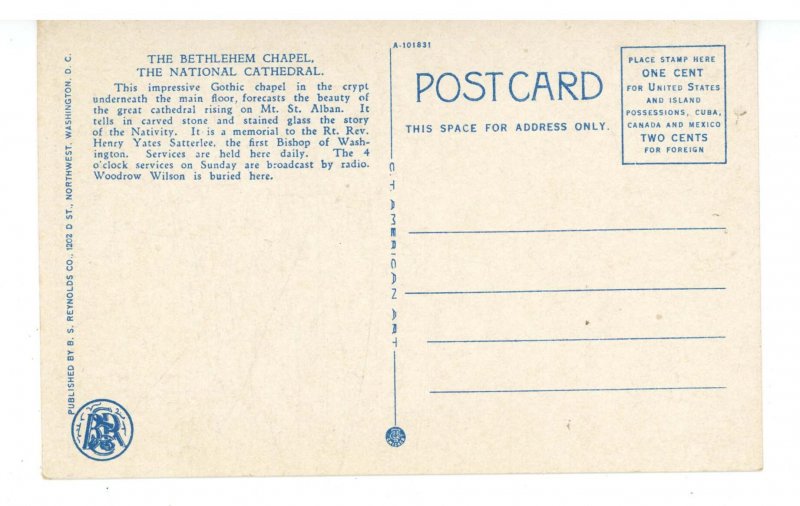 THE BETHLEHEM CHAPEL,
THE NATIONAL CATHEDRAL.
This impressive Gothic chapel in the crypt
underneath the main floor, forecasts the beauty of
the great cathedral rising on Mt. St. Alban. It
tells in carved stone and stained glass the story
of the Nativity. It is a memorial to the Rt. Rev.
Henry Yates Satterlee, the first Bishop of Wash-
ington. Services are held here daily. The 4
o'clock services on Sunday are broadcast by radio.
Woodrow Wilson is buried here.
PUBLISHED BY B. S. REYNOLDS CO., 1202 D ST., NORTHWEST, WASHINGTON, D. C.
A-101831
POST CARD
THIS SPACE FOR ADDRESS ONLY.
PLACE STAMP HERE
ONE CENT
FOR UNITED STATES
AND ISLAND
POSSESSIONS, CUBA,
CANADA AND MEXICO
TWO CENTS
FOR FOREIGN
C.T. AMERICAN ART